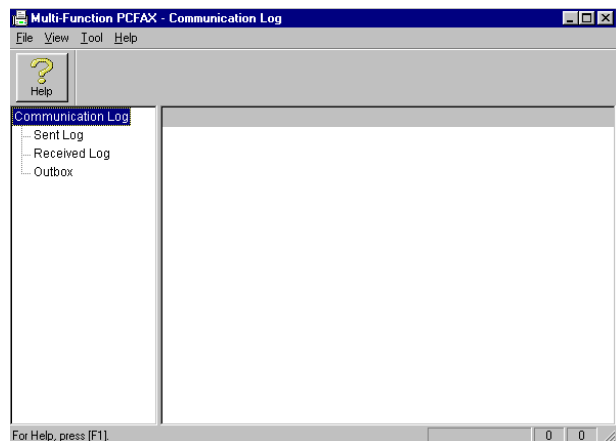 Multi-Function PCFAX - Communication Log
File View Tool Help
Help
Communication Log
Sent Log
Received Log
Outbox
For Help, press [F1].
0 0